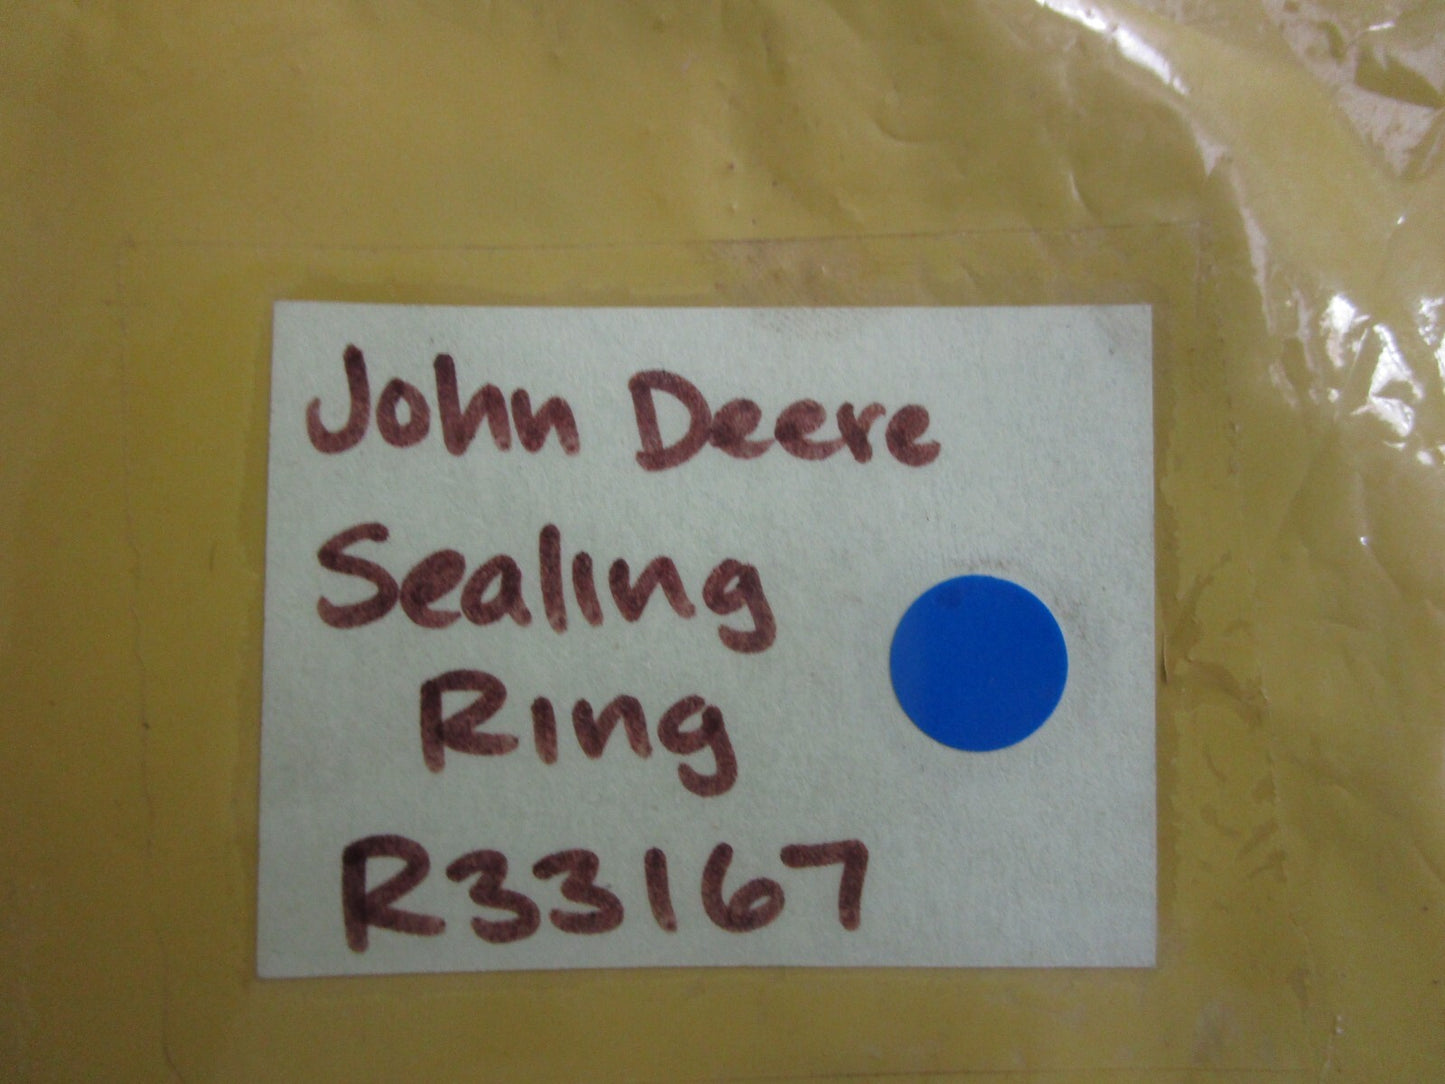 John Deere
Sealing
Ring
R33167